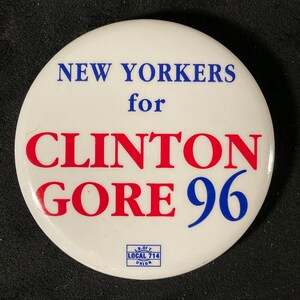 NEW YORKERS
for
CLINTON
GORE 96
LOCAL 714